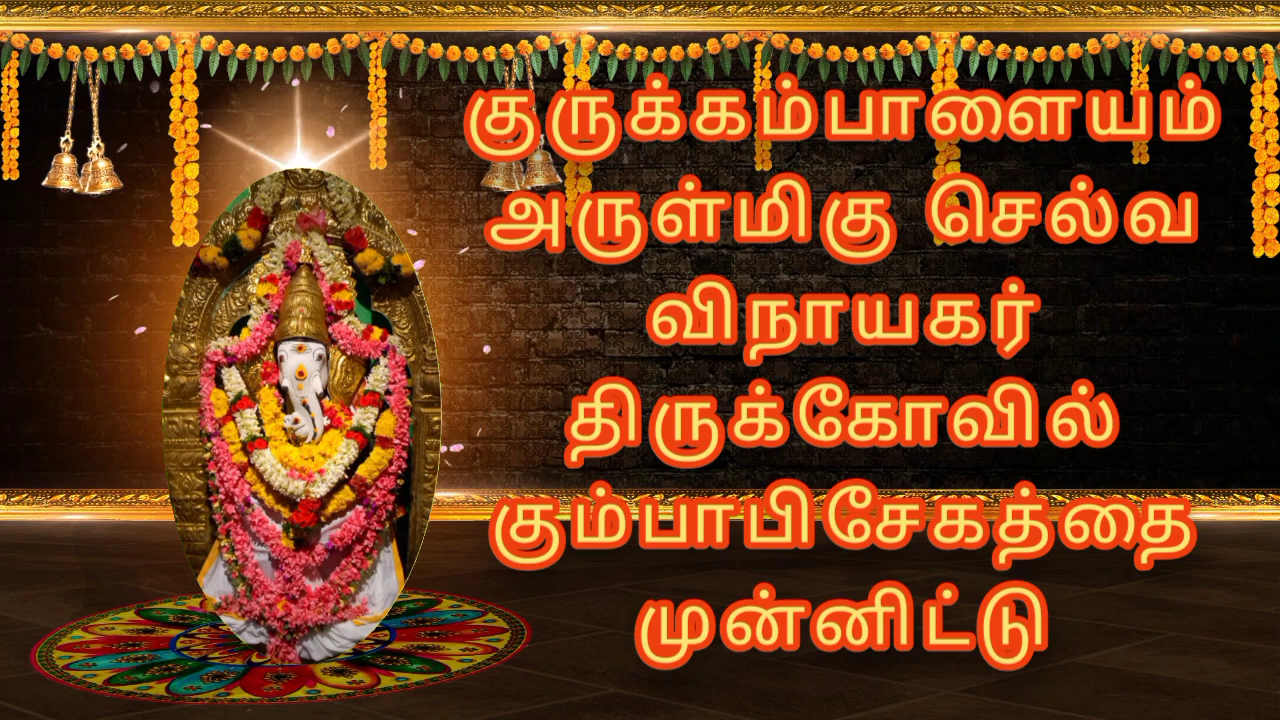 குருக்கம்பாளையம்
அருள்மிகு செல்வ
விநாயகர்
திருக்கோவில்
கும்பாபிசேகத்தை
முன்னிட்டு